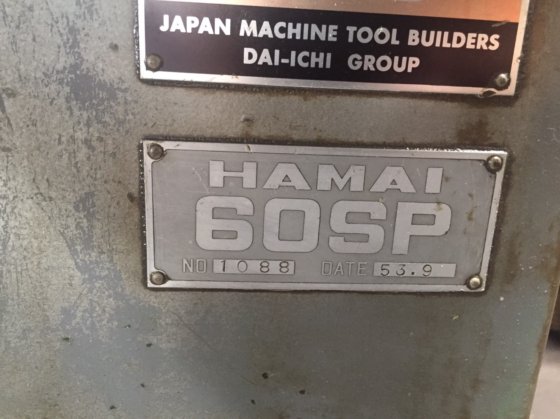 JAPAN MACHINE TOOL BUILDERS
DAI-ICHI GROUP
HAMAI
60SP
NO 1088 DATE 53.9